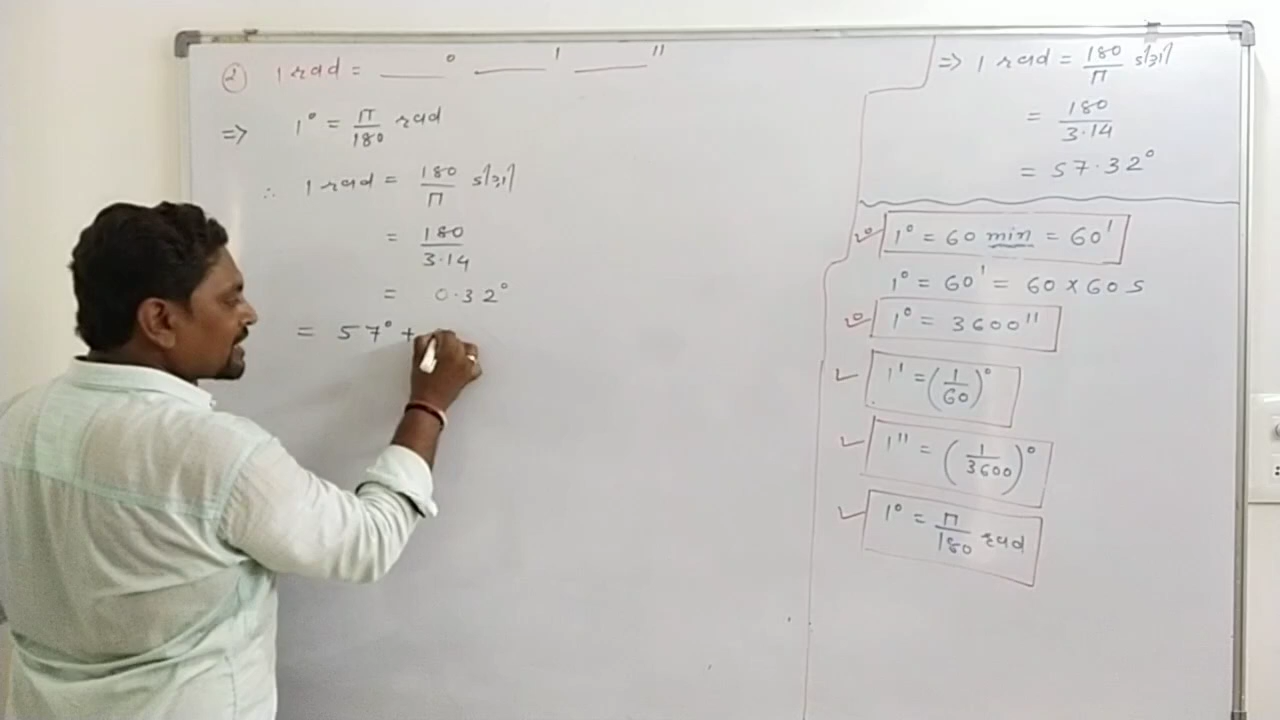 ② 1 rad = ____° ____' ____"
=> 1° = π/180 rad
∴ 1 rad = 180/π ડીગ્રી
= 180/3.14
= 0.32°
= 57° +
=> 1 rad = 180/π ડીગ્રી
= 180/3.14
= 57.32°
1° = 60 min = 60'
1° = 60' = 60 × 60 s
1° = 3600"
1' = (1/60)°
1" = (1/3600)°
1° = π/180 rad